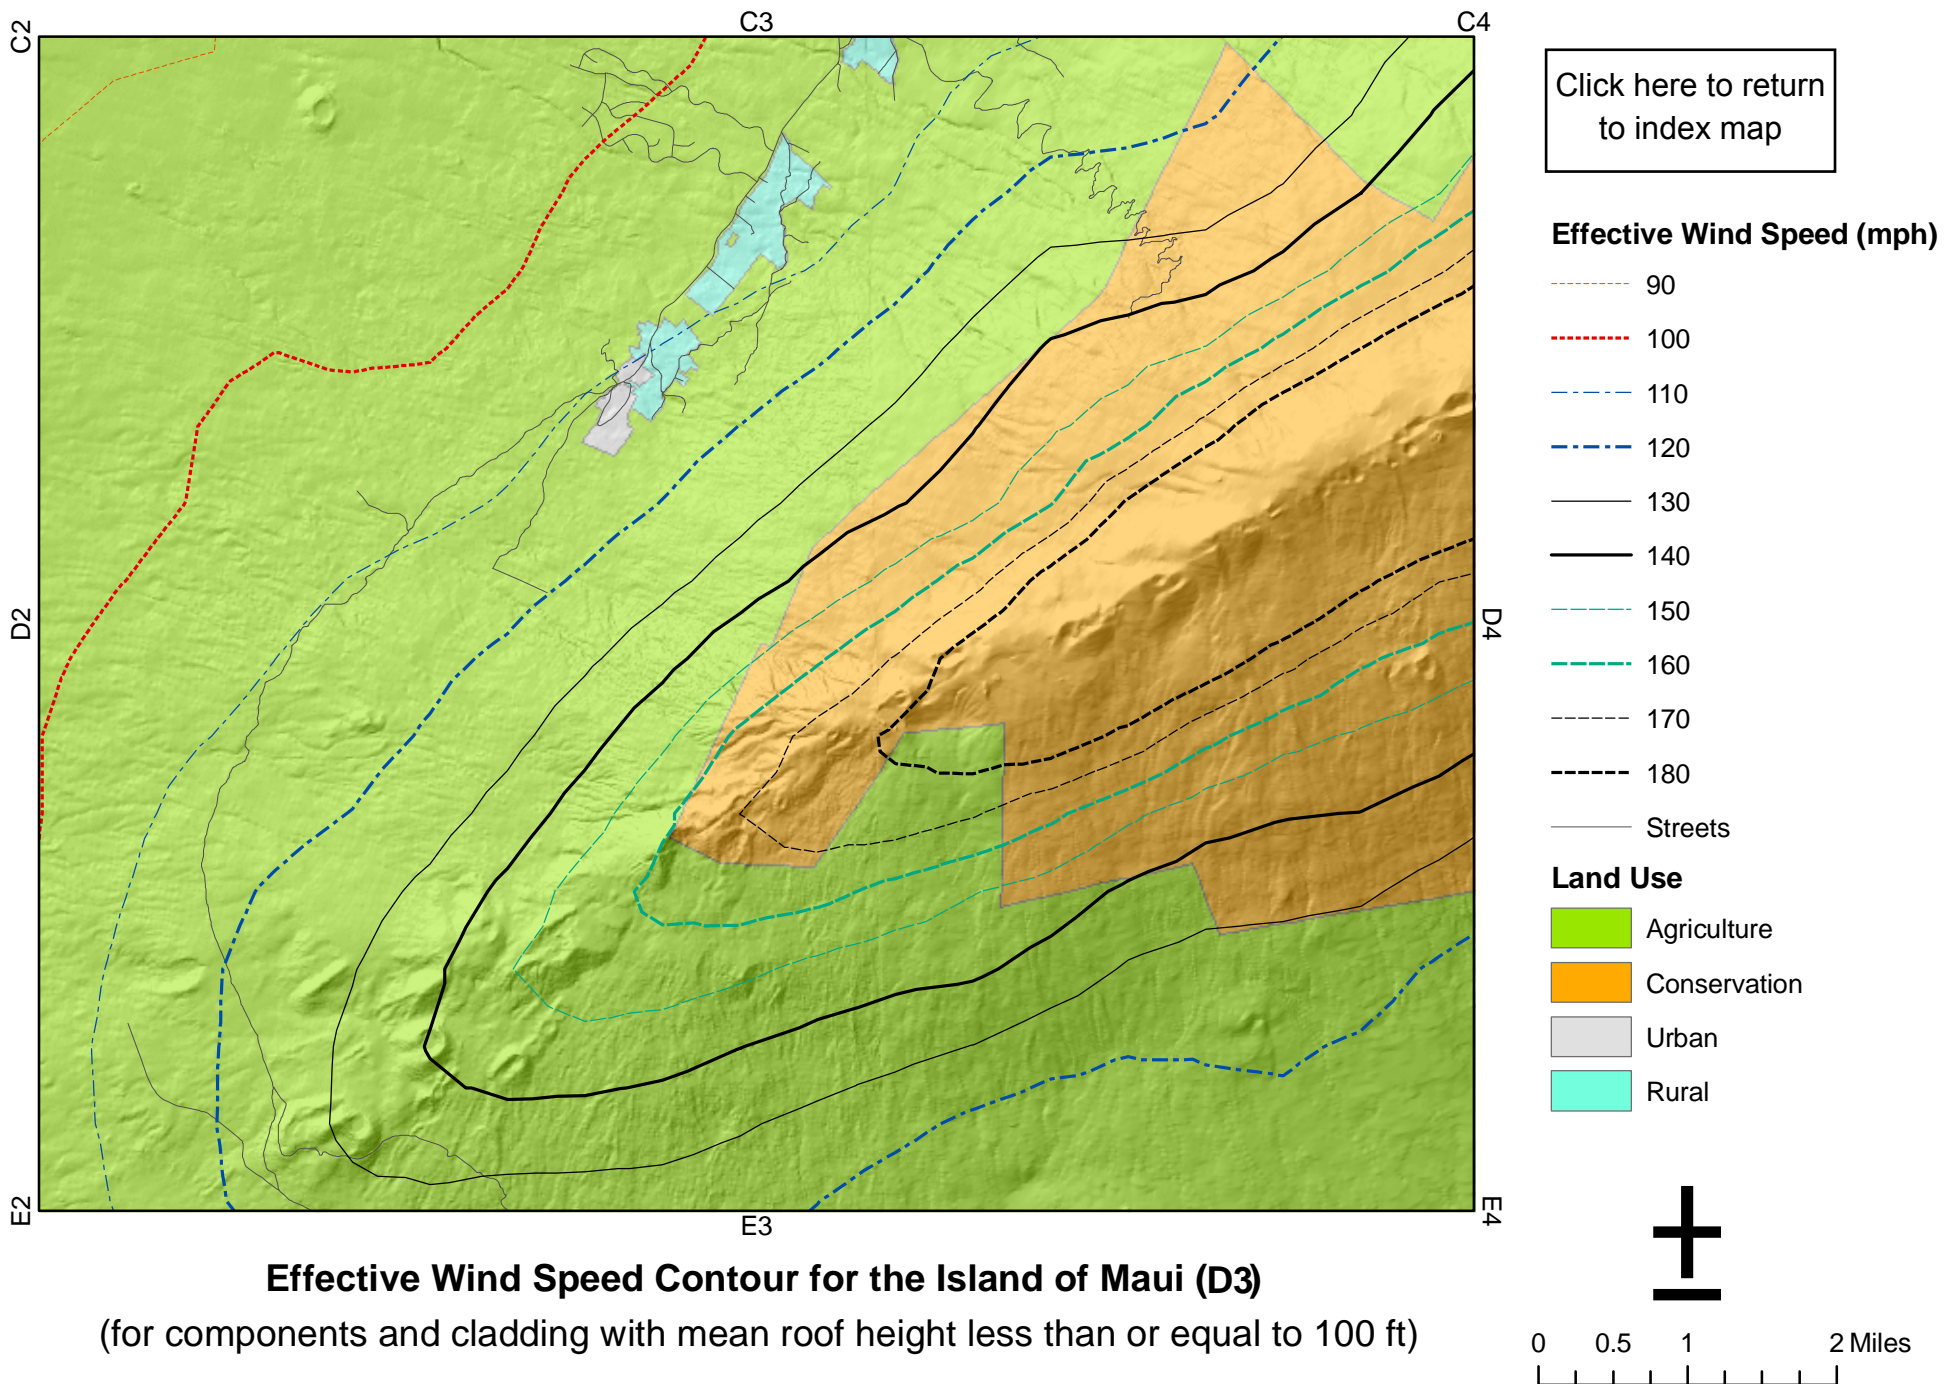 C2
C3
C4
D2
D4
E2
E3
E4
Click here to return
to index map
Effective Wind Speed (mph)
90
100
110
120
130
140
150
160
170
180
Streets
Land Use
Agriculture
Conservation
Urban
Rural
Effective Wind Speed Contour for the Island of Maui (D3)
(for components and cladding with mean roof height less than or equal to 100 ft)
0 0.5 1 2 Miles